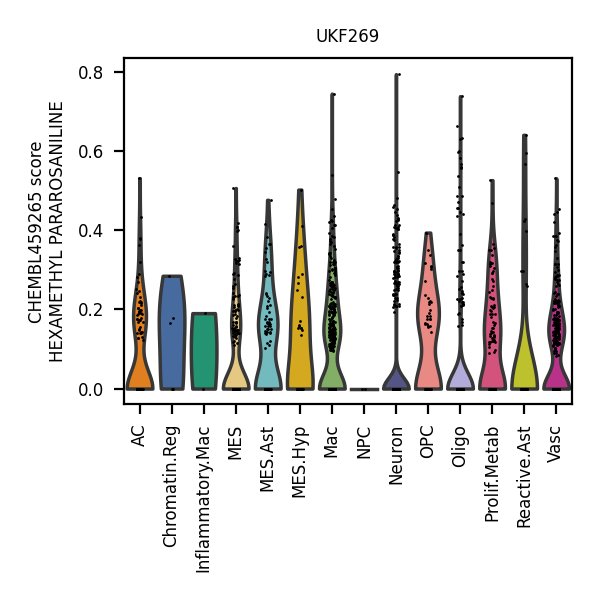 UKF269
CHEMBL459265 score
HEXAMETHYL PARAROSANILINE
0.8
0.6
0.4
0.2
0.0
AC
Chromatin.Reg
Inflammatory.Mac
MES
MES.Ast
MES.Hyp
Mac
NPC
Neuron
OPC
Oligo
Prolif.Metab
Reactive.Ast
Vasc